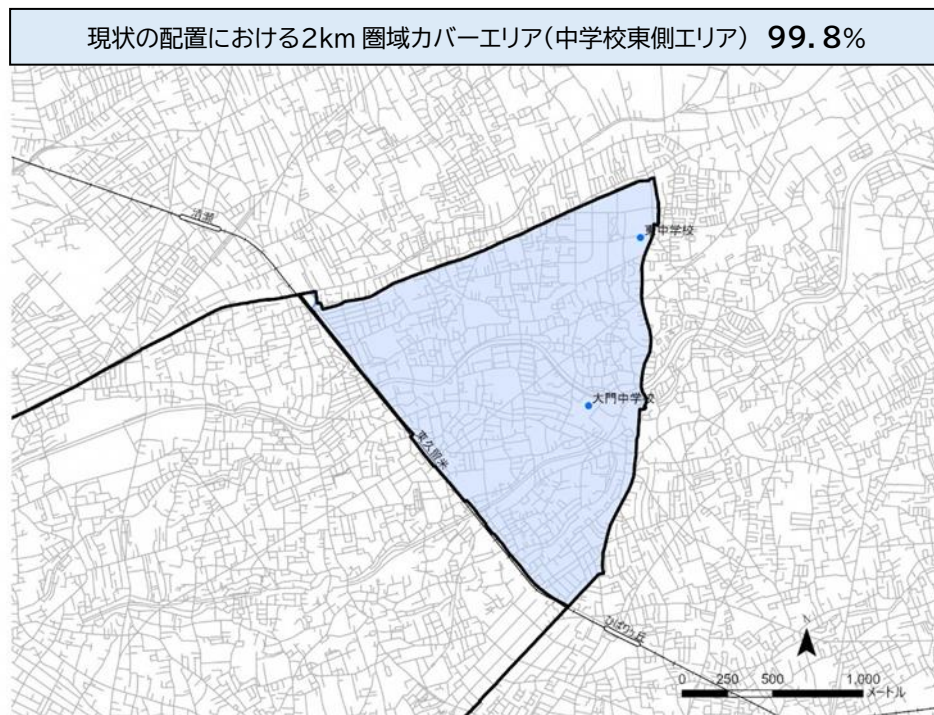 現状の配置における2km 圏域カバーエリア(中学校東側エリア) 99.8%
清瀬
東中学校
大門中学校
東久留米
ひばりヶ丘
N
0 250 500 1,000
メートル